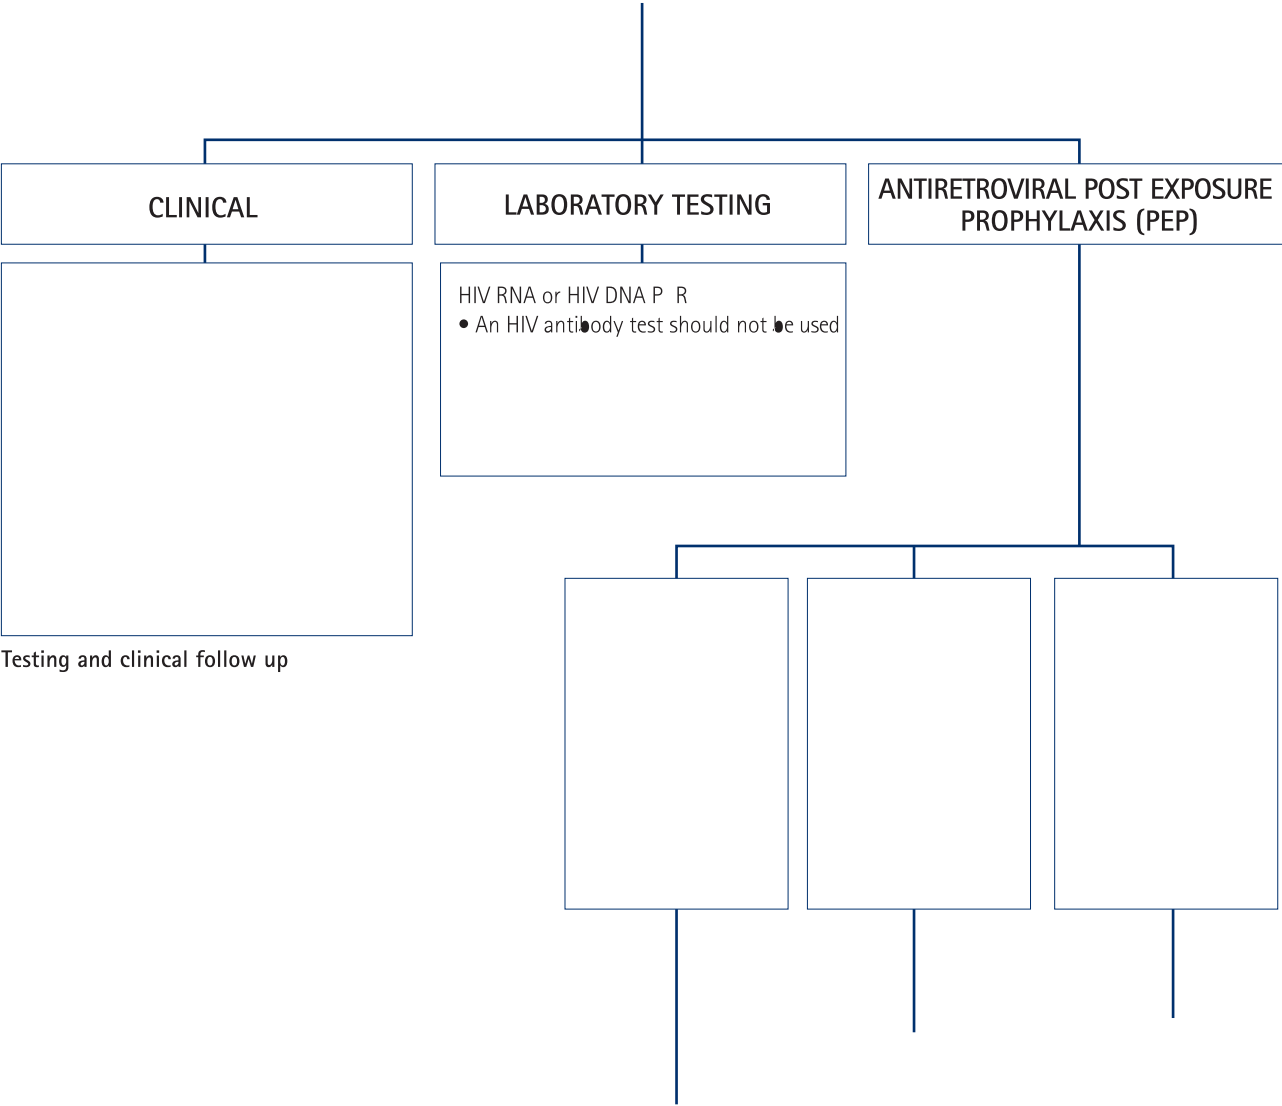 CLINICAL
LABORATORY TESTING
ANTIRETROVIRAL POST EXPOSURE
PROPHYLAXIS (PEP)
HIV RNA or HIV DNA P R
• An HIV antibody test should not be used
Testing and clinical follow up